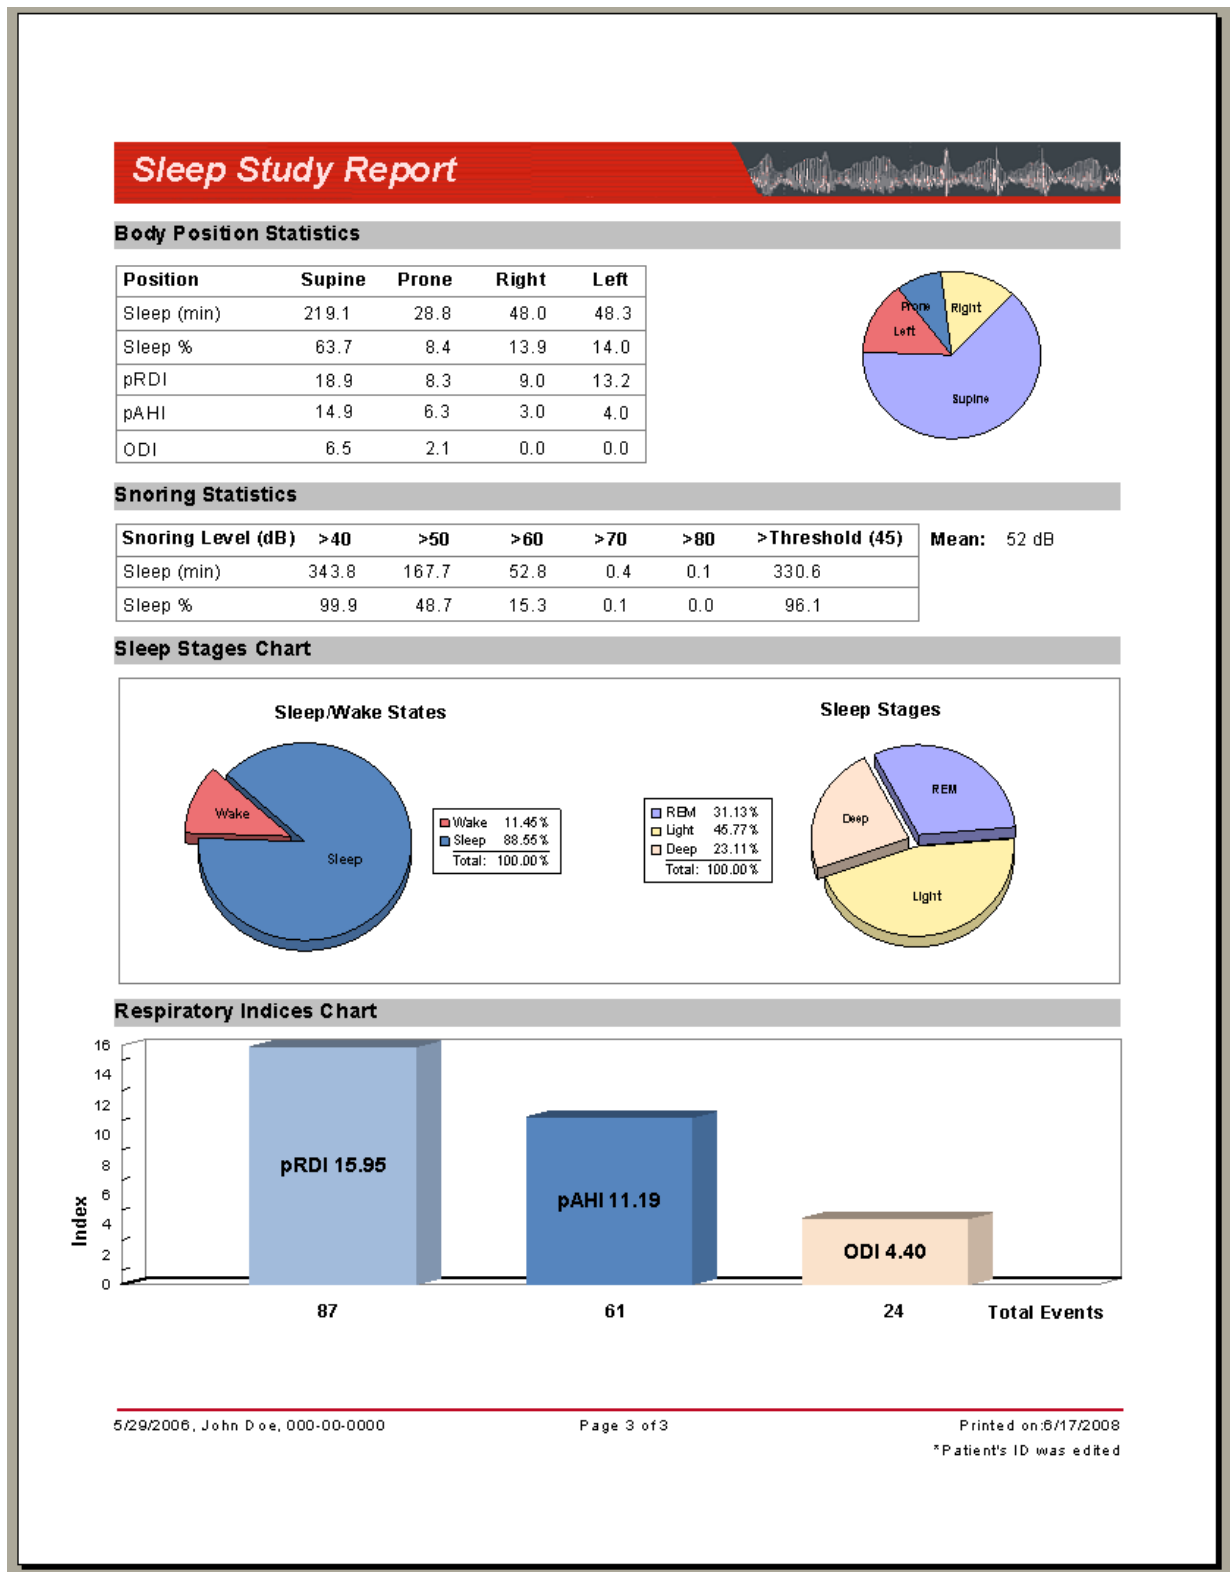 Sleep Study Report
Body Position Statistics
Position Supine Prone Right Left
Sleep (min) 219.1 28.8 48.0 48.3
Sleep % 63.7 8.4 13.9 14.0
pRDI 18.9 8.3 9.0 13.2
pAHI 14.9 6.3 3.0 4.0
ODI 6.5 2.1 0.0 0.0
Prone
Right
Left
Supine
Snoring Statistics
Snoring Level (dB) >40 >50 >60 >70 >80 >Threshold (45) Mean: 52 dB
Sleep (min) 343.8 167.7 52.8 0.4 0.1 330.6
Sleep % 99.9 48.7 15.3 0.1 0.0 96.1
Sleep Stages Chart
Sleep/Wake States
Wake
Sleep
Wake 11.45%
Sleep 88.55%
Total: 100.00%
Sleep Stages
REM 31.13%
Light 45.77%
Deep 23.11%
Total: 100.00%
REM
Deep
Light
Respiratory Indices Chart
16
14
12
10
8
6
4
2
0
Index
pRDI 15.95
pAHI 11.19
ODI 4.40
87 61 24 Total Events
5/29/2006, John Doe, 000-00-0000 Page 3 of 3 Printed on:6/17/2008
*Patient's ID was edited